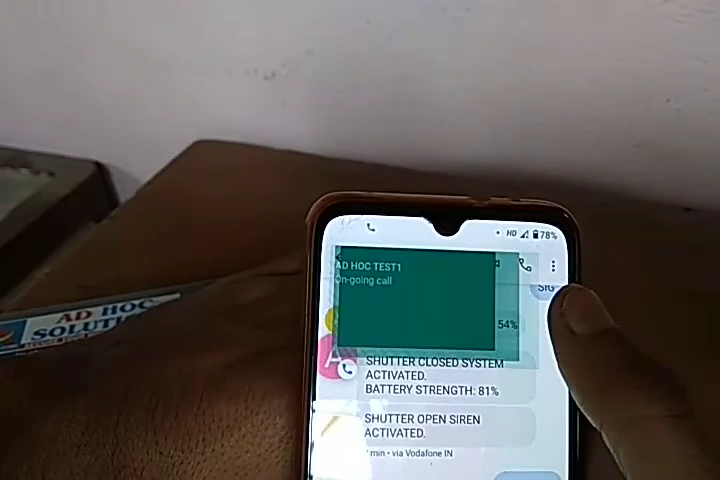 HD 78%
AD HOC TEST1
On-going call
SIG
54%
SHUTTER CLOSED SYSTEM
ACTIVATED.
BATTERY STRENGTH: 81%
SHUTTER OPEN SIREN
ACTIVATED.
min • via Vodafone IN
AD HOC